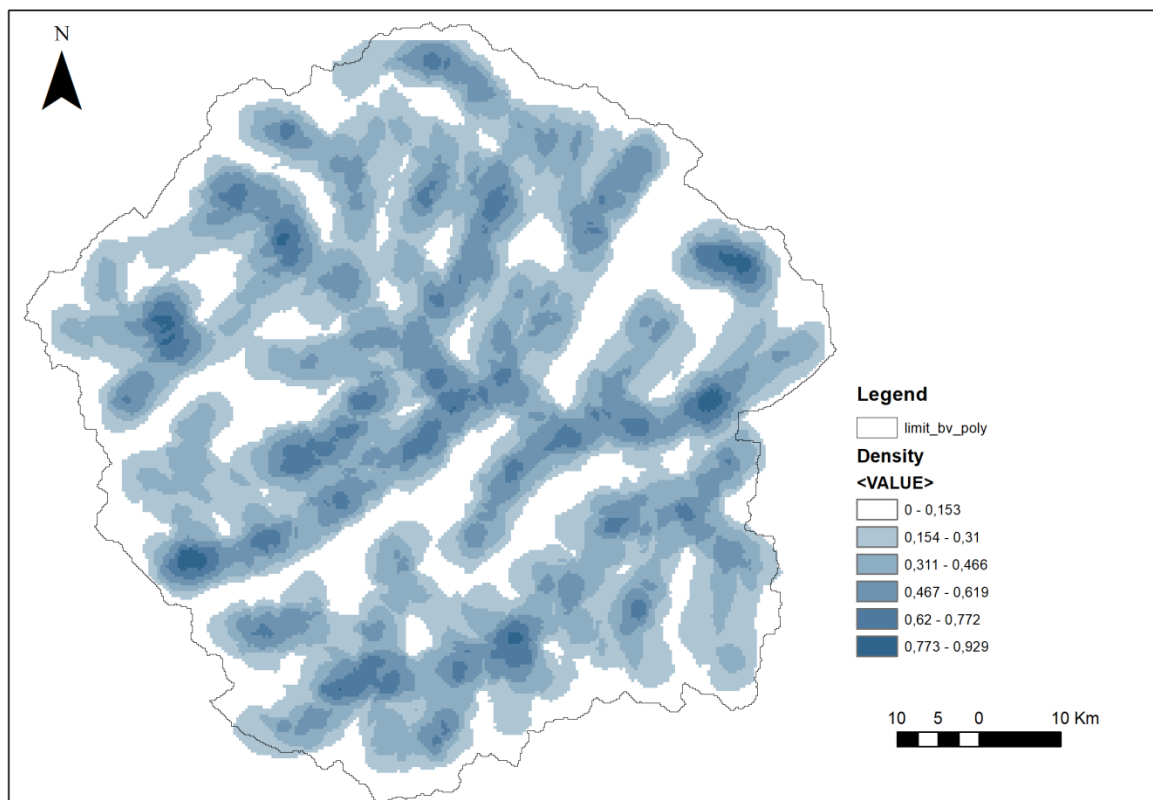 N
Legend
limit_bv_poly
Density
<VALUE>
0 - 0,153
0,154 - 0,31
0,311 - 0,466
0,467 - 0,619
0,62 - 0,772
0,773 - 0,929
10 5 0 10 Km